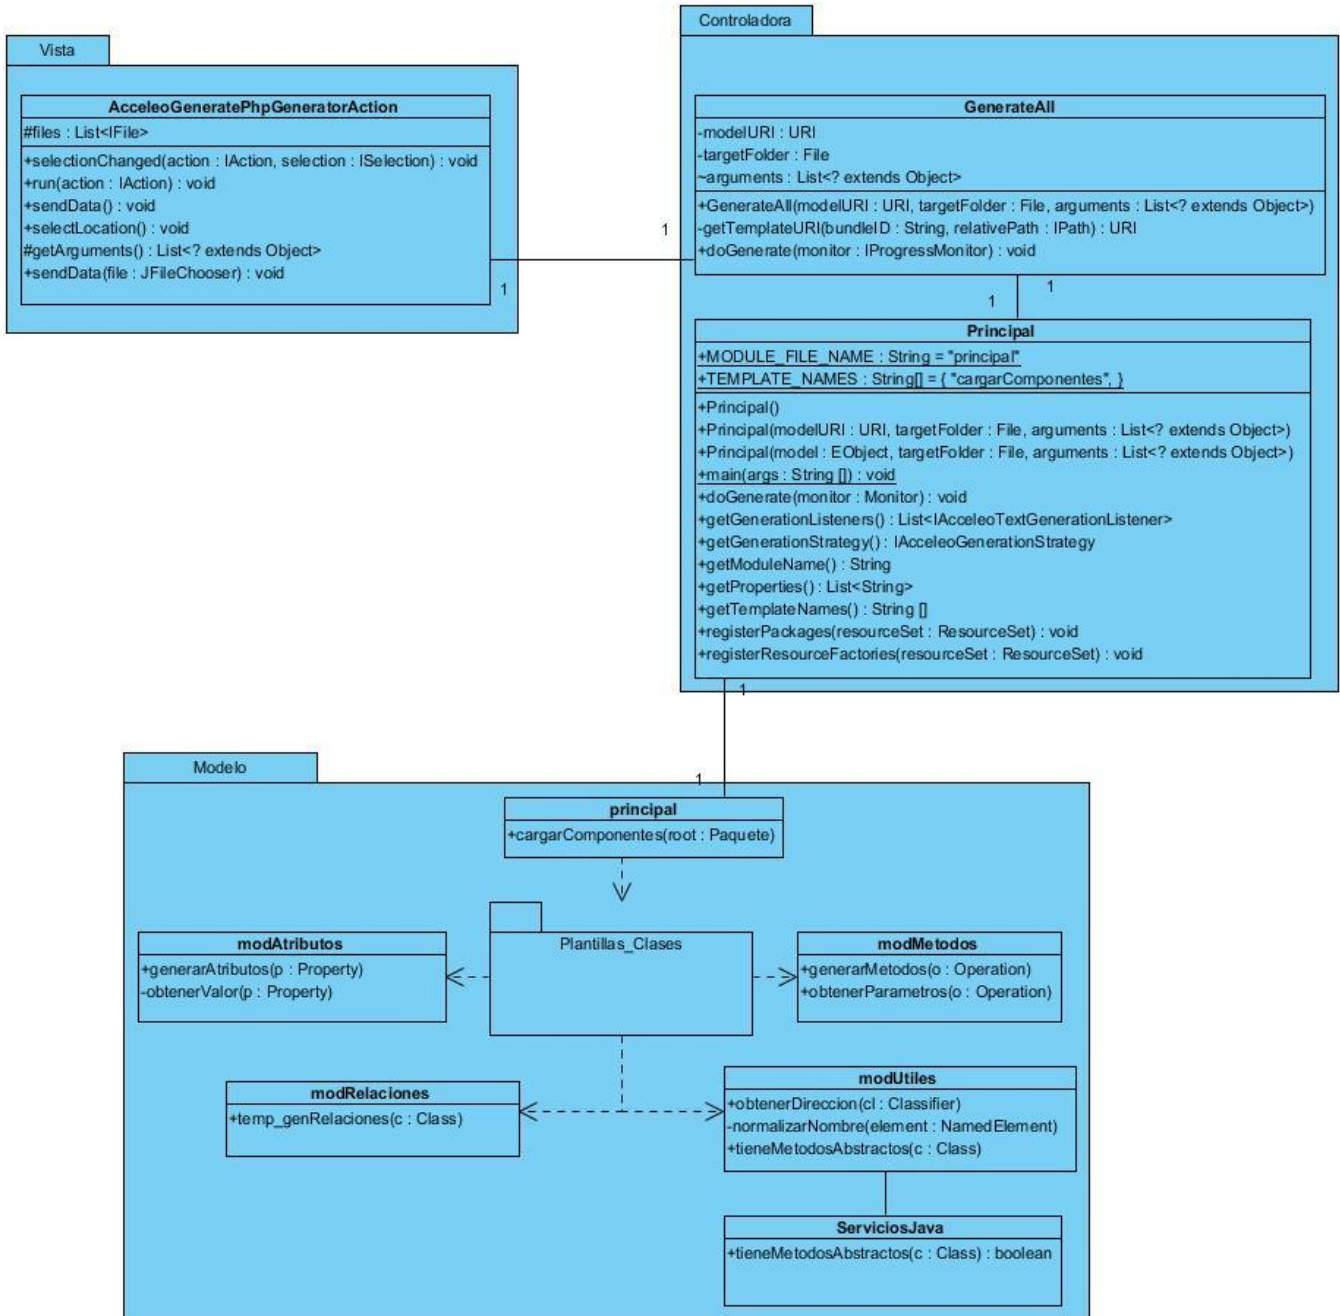 Vista
AcceleoGeneratePhpGeneratorAction
#files : List<IFile>
+selectionChanged(action : IAction, selection : ISelection) : void
+run(action : IAction) : void
+sendData() : void
+selectLocation() : void
#getArguments() : List<? extends Object>
+sendData(file : JFileChooser) : void
1
1
Controladora
GenerateAll
-modelURI : URI
-targetFolder : File
~arguments : List<? extends Object>
+GenerateAll(modelURI : URI, targetFolder : File, arguments : List<? extends Object>)
-getTemplateURI(bundleID : String, relativePath : IPath) : URI
+doGenerate(monitor : IProgressMonitor) : void
1
1
Principal
+MODULE_FILE_NAME : String = "principal"
+TEMPLATE_NAMES : String[] = { "cargarComponentes", }
+Principal()
+Principal(modelURI : URI, targetFolder : File, arguments : List<? extends Object>)
+Principal(model : EObject, targetFolder : File, arguments : List<? extends Object>)
+main(args : String []) : void
+doGenerate(monitor : Monitor) : void
+getGenerationListeners() : List<IAcceleoTextGenerationListener>
+getGenerationStrategy() : IAcceleoGenerationStrategy
+getModuleName() : String
+getProperties() : List<String>
+getTemplateNames() : String []
+registerPackages(resourceSet : ResourceSet) : void
+registerResourceFactories(resourceSet : ResourceSet) : void
1
1
Modelo
principal
+cargarComponentes(root : Paquete)
Plantillas_Clases
modAtributos
+generarAtributos(p : Property)
-obtenerValor(p : Property)
modMetodos
+generarMetodos(o : Operation)
+obtenerParametros(o : Operation)
modRelaciones
+temp_genRelaciones(c : Class)
modUtiles
+obtenerDireccion(cl : Classifier)
-normalizarNombre(element : NamedElement)
+tieneMetodosAbstractos(c : Class)
ServiciosJava
+tieneMetodosAbstractos(c : Class) : boolean